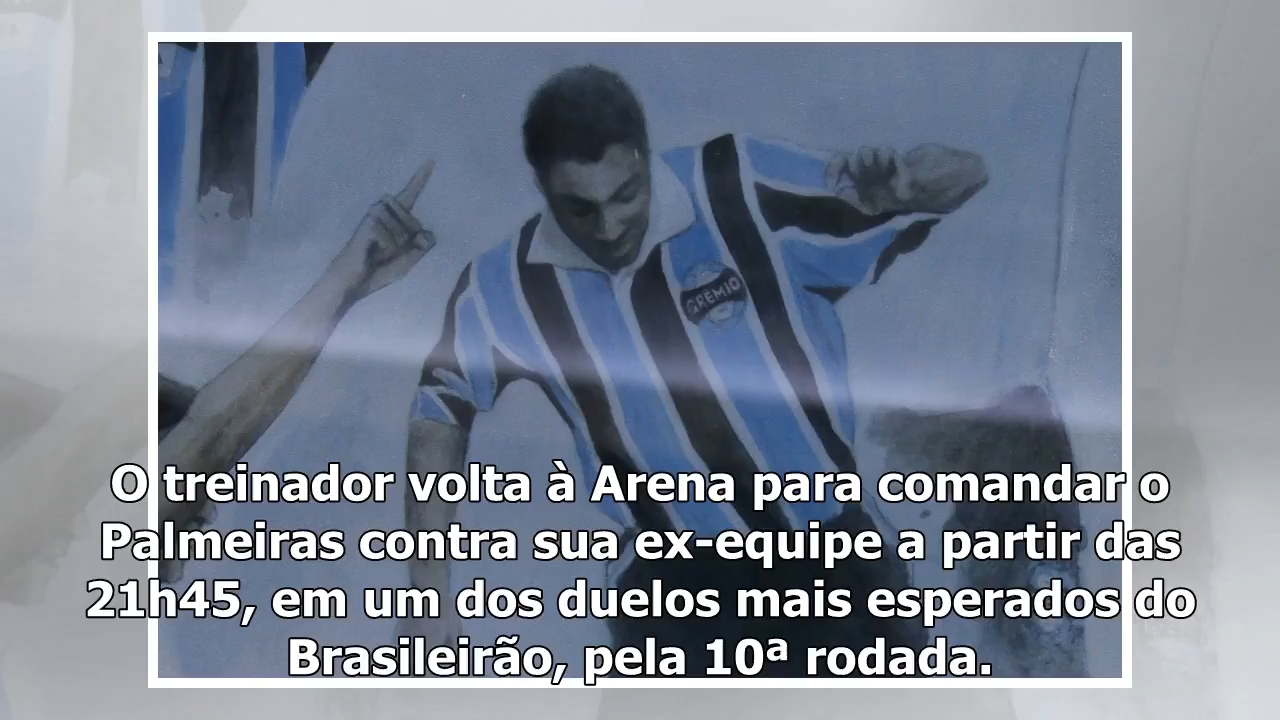 GRÊMIO
O treinador volta à Arena para comandar o
Palmeiras contra sua ex-equipe a partir das
21h45, em um dos duelos mais esperados do
Brasileirão, pela 10ª rodada.